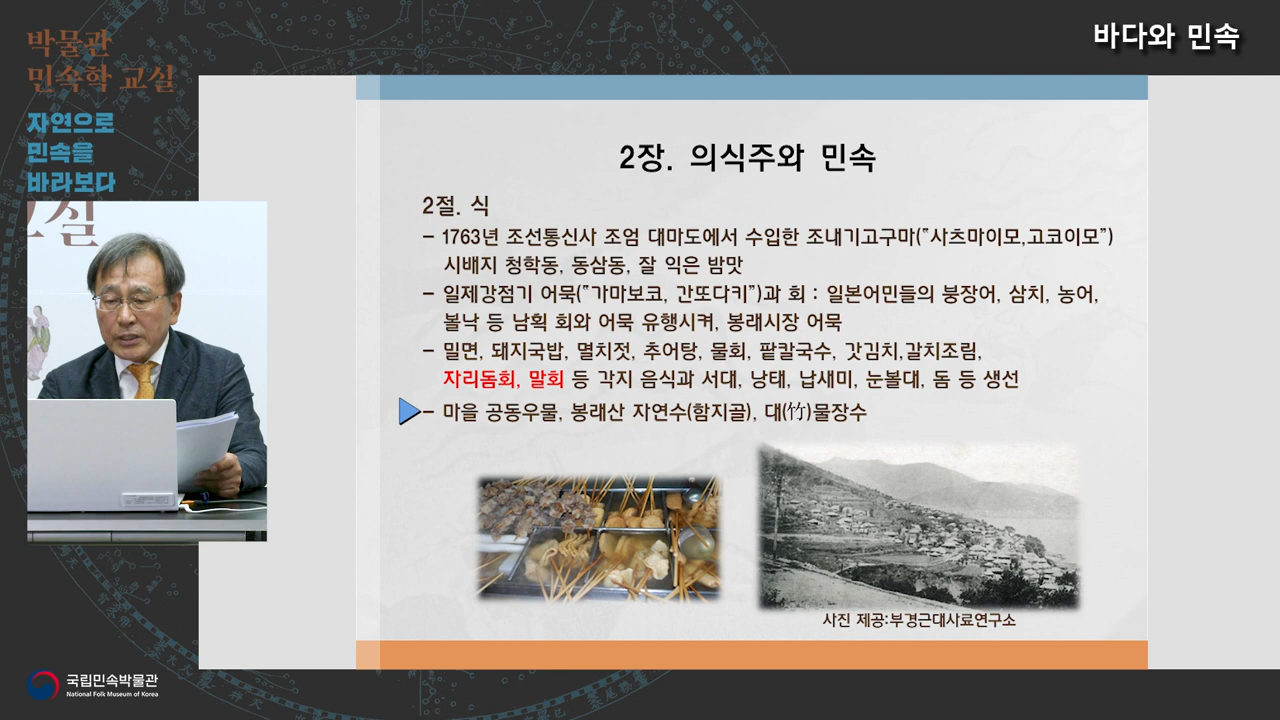 바다와 민속
박물관
민속학 교실
자연으로
민속을
바라보다
교실
2장. 의식주와 민속
2절. 식
- 1763년 조선통신사 조엄 대마도에서 수입한 조내기고구마("사츠마이모,고코이모")
시배지 청학동, 동삼동, 잘 익은 밤맛
- 일제강점기 어묵("가마보코, 간또다키")과 회 : 일본어민들의 붕장어, 삼치, 농어,
볼낙 등 남획 회와 어묵 유행시켜, 봉래시장 어묵
- 밀면, 돼지국밥, 멸치젓, 추어탕, 물회, 팥칼국수, 갓김치,갈치조림,
자리돔회, 말회 등 각지 음식과 서대, 낭태, 납새미, 눈볼대, 돔 등 생선
- 마을 공동우물, 봉래산 자연수(함지골), 대(竹)물장수
사진 제공:부경근대사료연구소
국립민속박물관
National Folk Museum of Korea